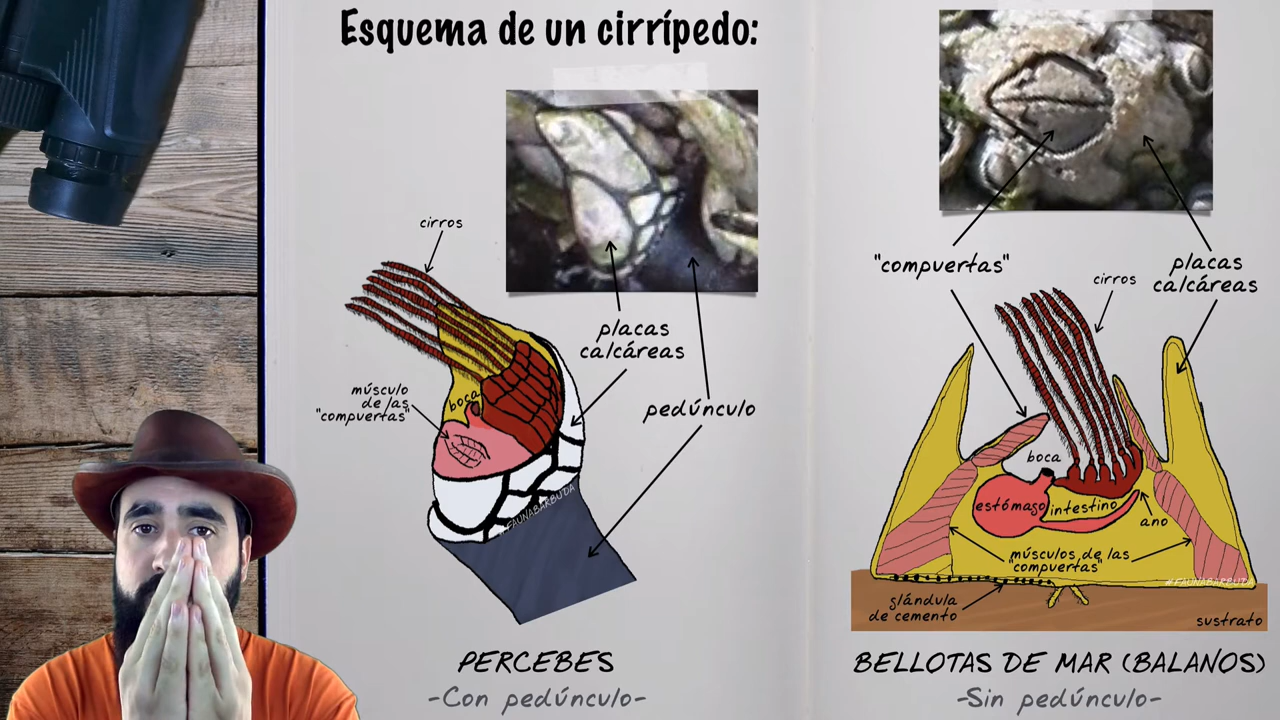 Esquema de un cirrípedo:
cirros
placas
calcáreas
músculo
de las
"compuertas"
boca
pedúnculo
FAUNABARBUDA
PERCEBES
-Con pedúnculo-
"compuertas"
placas
calcáreas
cirros
boca
estómago
intestino
ano
músculos de las
"compuertas"
#FAUNABARBUDA
glándula
de cemento
sustrato
BELLOTAS DE MAR (BALANOS)
-Sin pedúnculo-